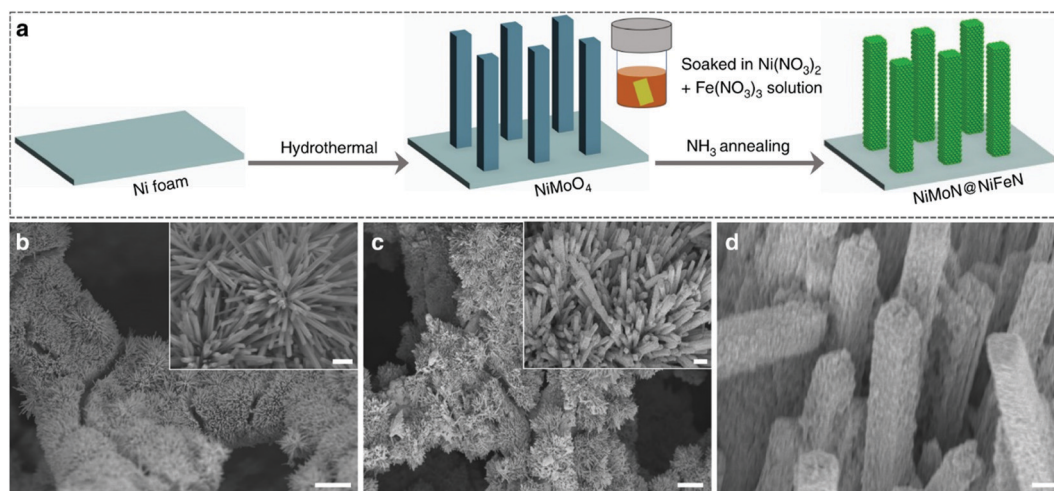 a
Soaked in Ni(NO₃)₂
+ Fe(NO₃)₃ solution
Hydrothermal
NH₃ annealing
Ni foam
NiMoO₄
NiMoN@NiFeN
b
c
d